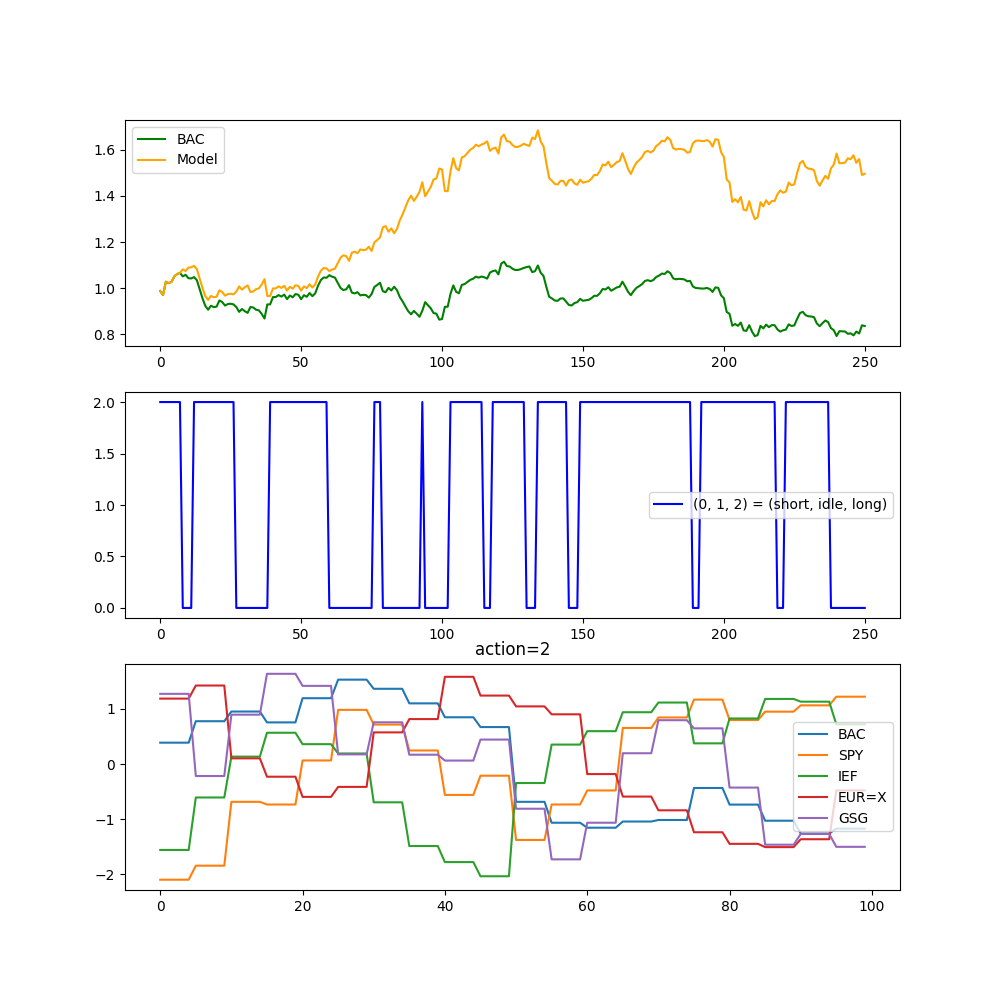 BAC
Model
1.6
1.4
1.2
1.0
0.8
0 50 100 150 200 250
2.0
1.5
1.0
0.5
0.0
(0, 1, 2) = (short, idle, long)
0 50 100 150 200 250
action=2
1
0
−1
−2
BAC
SPY
IEF
EUR=X
GSG
0 20 40 60 80 100